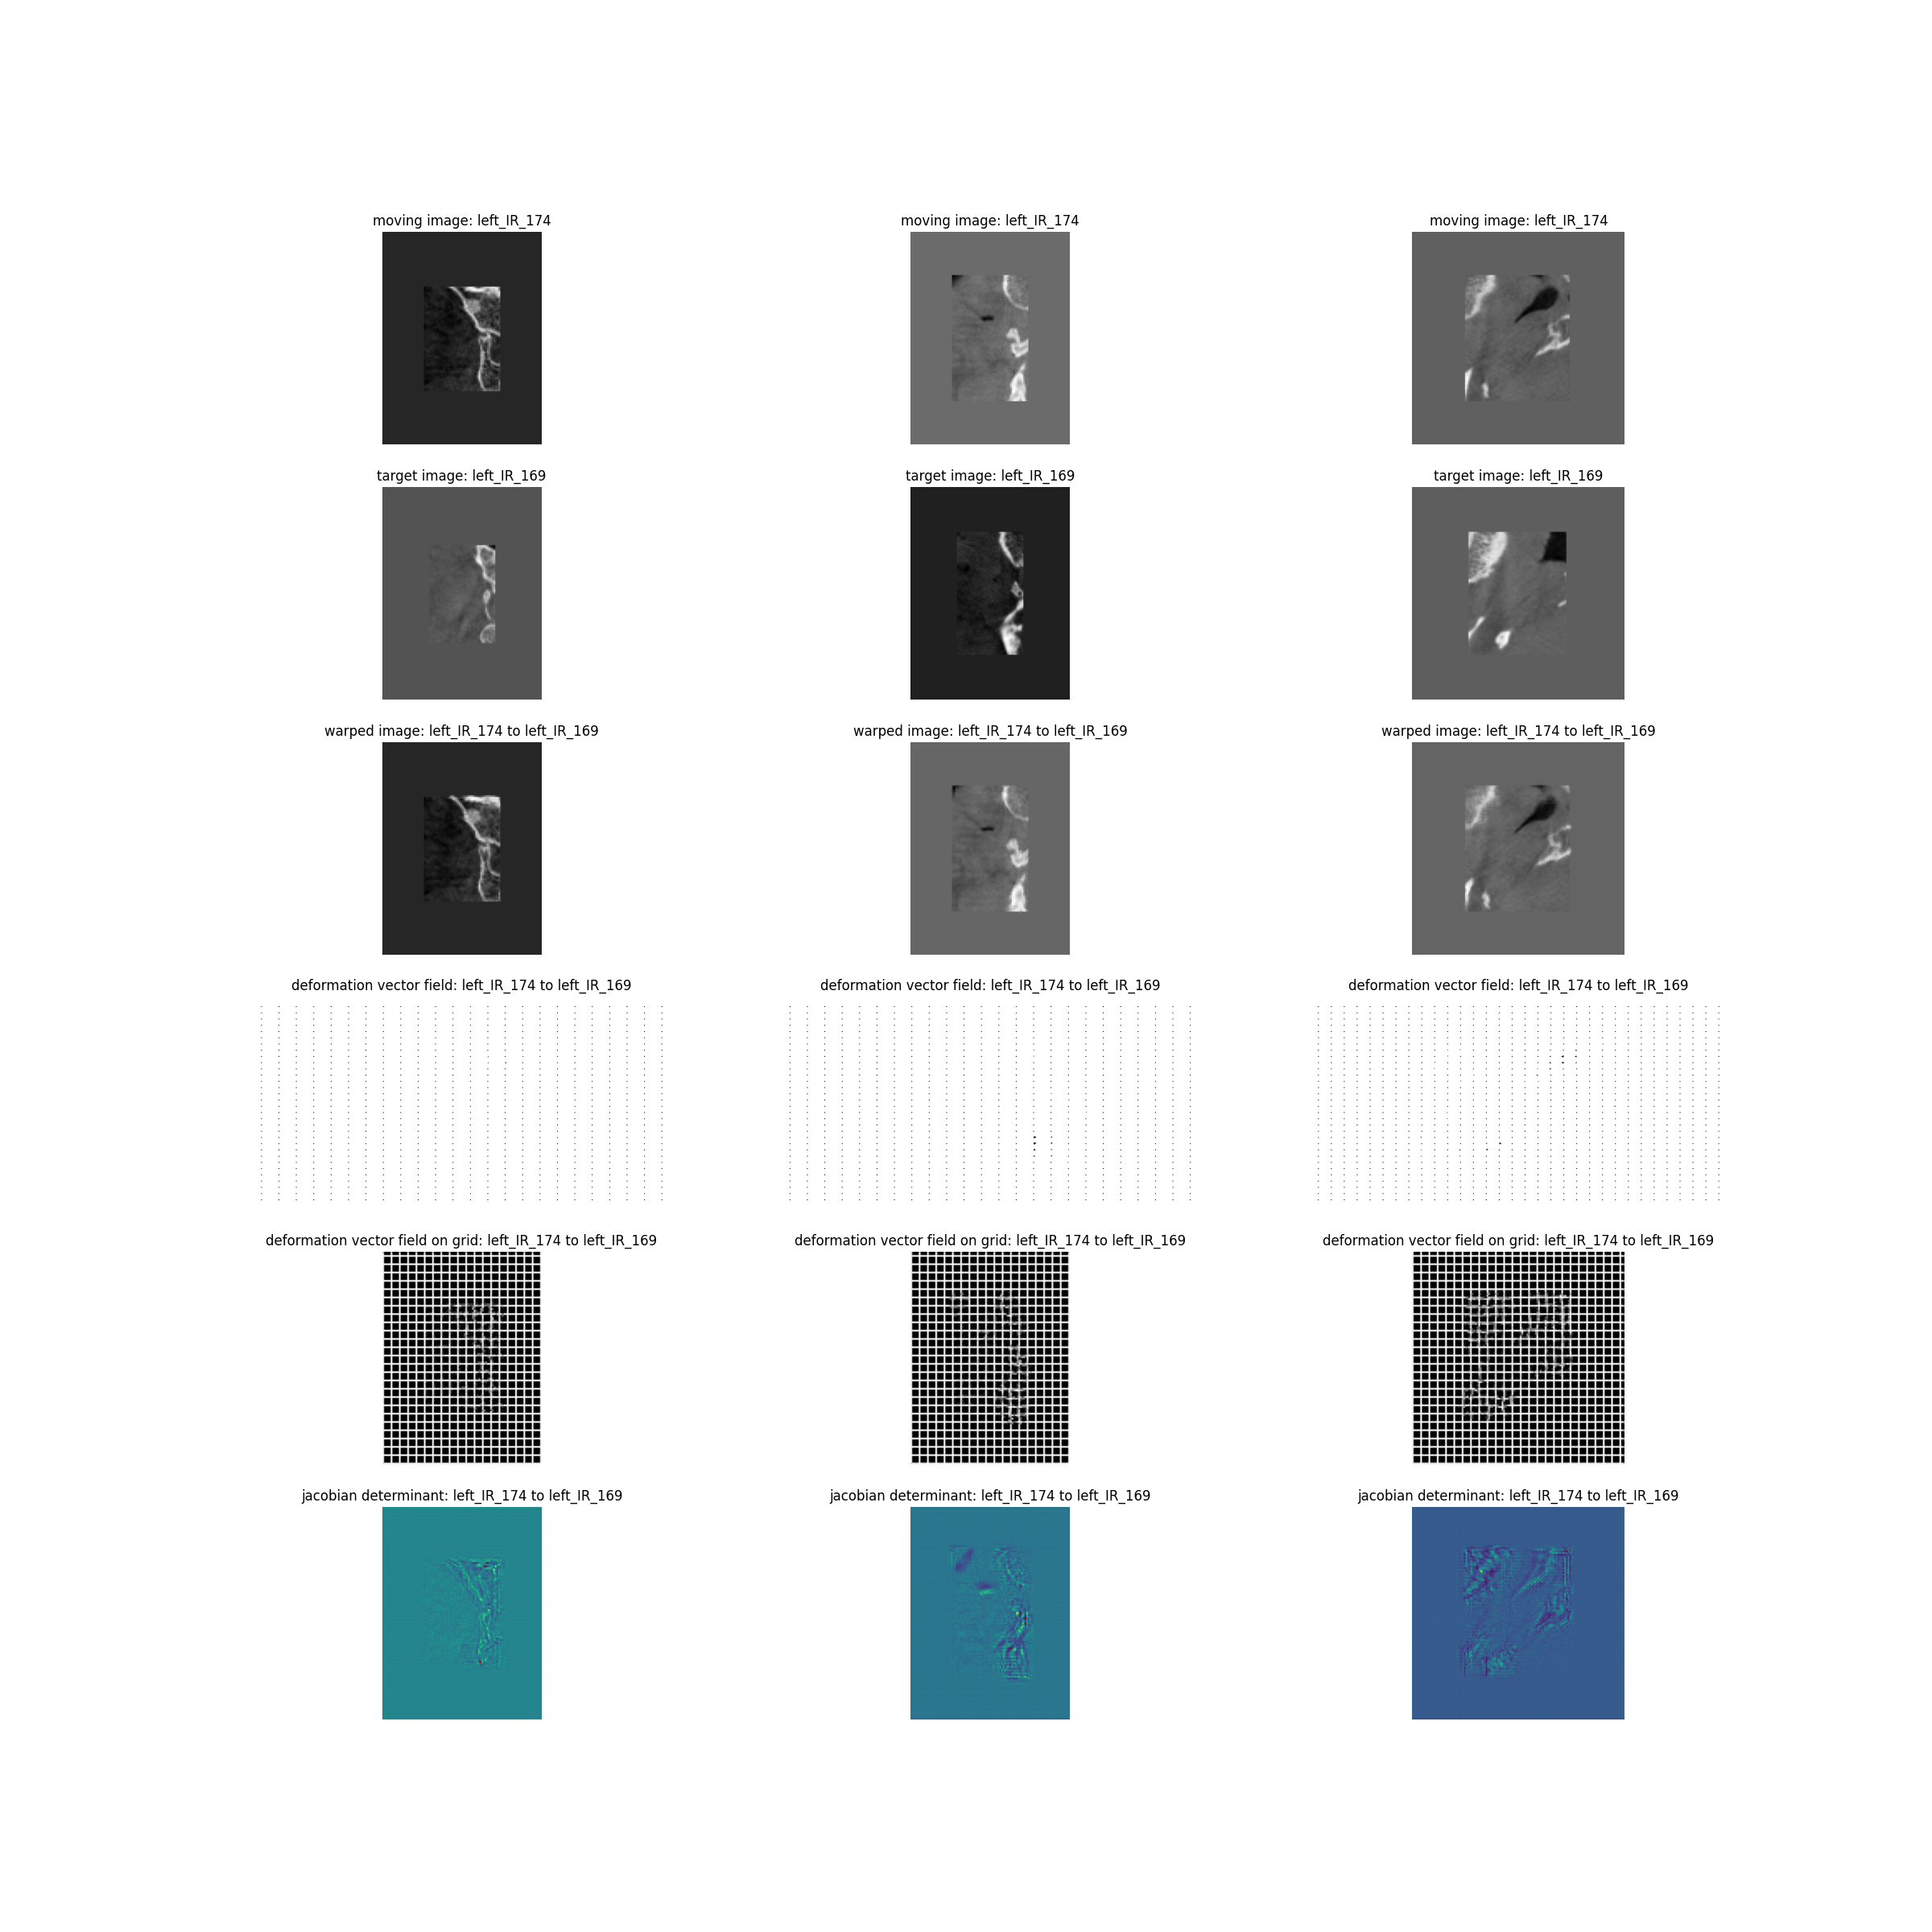 moving image: left_IR_174
moving image: left_IR_174
moving image: left_IR_174
target image: left_IR_169
target image: left_IR_169
target image: left_IR_169
warped image: left_IR_174 to left_IR_169
warped image: left_IR_174 to left_IR_169
warped image: left_IR_174 to left_IR_169
deformation vector field: left_IR_174 to left_IR_169
deformation vector field: left_IR_174 to left_IR_169
deformation vector field: left_IR_174 to left_IR_169
deformation vector field on grid: left_IR_174 to left_IR_169
deformation vector field on grid: left_IR_174 to left_IR_169
deformation vector field on grid: left_IR_174 to left_IR_169
jacobian determinant: left_IR_174 to left_IR_169
jacobian determinant: left_IR_174 to left_IR_169
jacobian determinant: left_IR_174 to left_IR_169